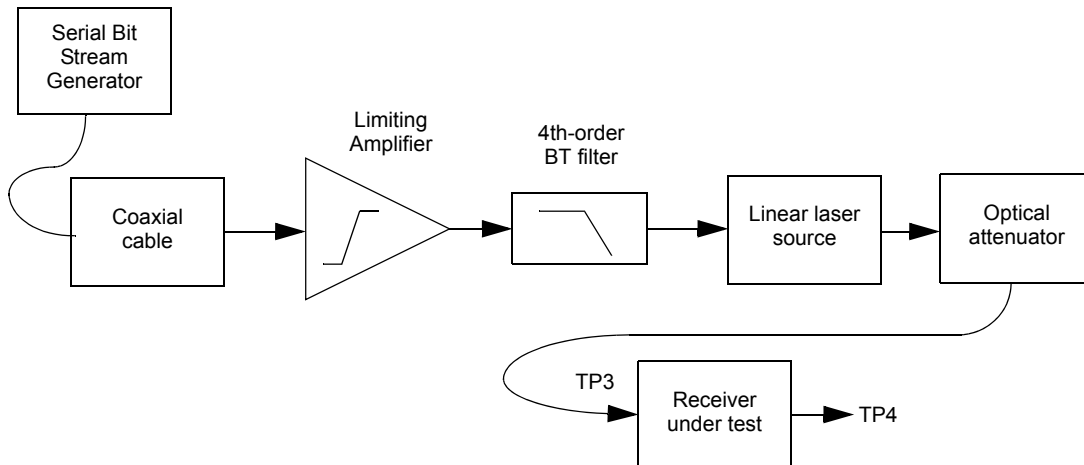 Serial Bit
Stream
Generator
Limiting
Amplifier
4th-order
BT filter
Coaxial
cable
Linear laser
source
Optical
attenuator
TP3
Receiver
under test
TP4